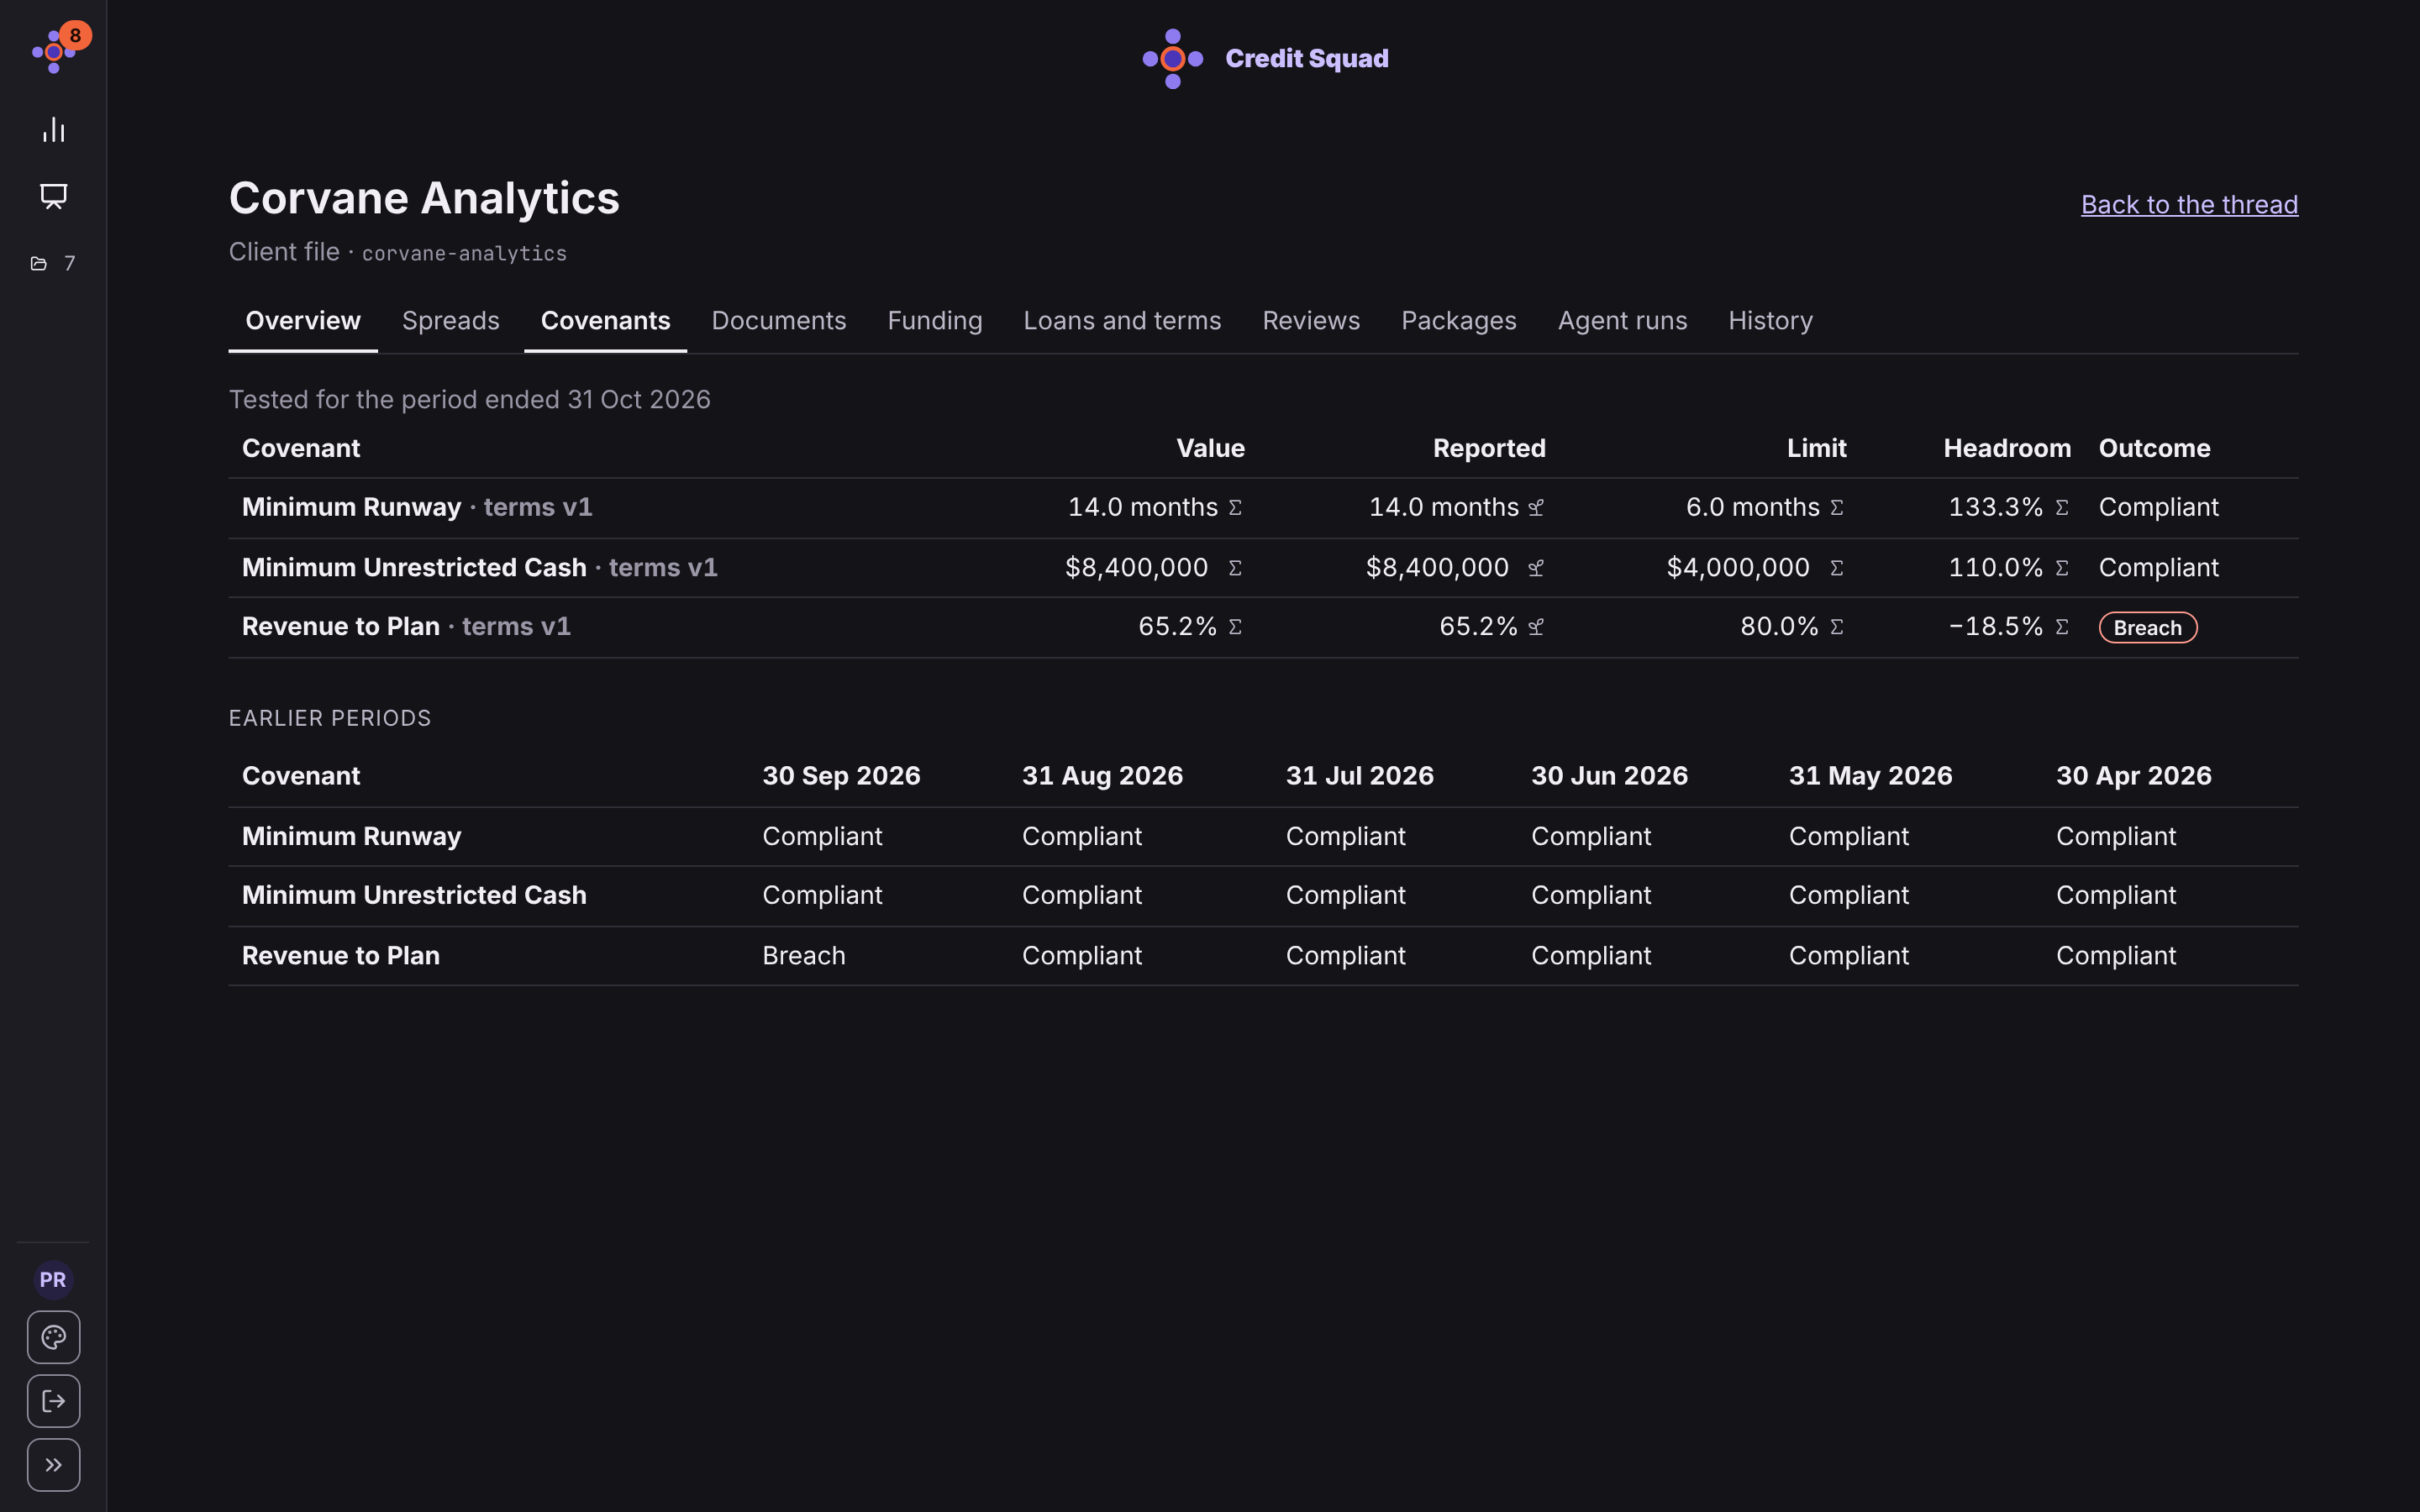 8
Credit Squad
Corvane Analytics
Back to the thread
Client file · corvane-analytics
7
Overview Spreads Covenants Documents Funding Loans and terms Reviews Packages Agent runs History
Tested for the period ended 31 Oct 2026
Covenant Value Reported Limit Headroom Outcome
Minimum Runway · terms v1 14.0 months Σ 14.0 months 6.0 months Σ 133.3% Σ Compliant
Minimum Unrestricted Cash · terms v1 $8,400,000 Σ $8,400,000 $4,000,000 Σ 110.0% Σ Compliant
Revenue to Plan · terms v1 65.2% Σ 65.2% 80.0% Σ −18.5% Σ Breach
EARLIER PERIODS
Covenant 30 Sep 2026 31 Aug 2026 31 Jul 2026 30 Jun 2026 31 May 2026 30 Apr 2026
Minimum Runway Compliant Compliant Compliant Compliant Compliant Compliant
Minimum Unrestricted Cash Compliant Compliant Compliant Compliant Compliant Compliant
Revenue to Plan Breach Compliant Compliant Compliant Compliant Compliant
PR